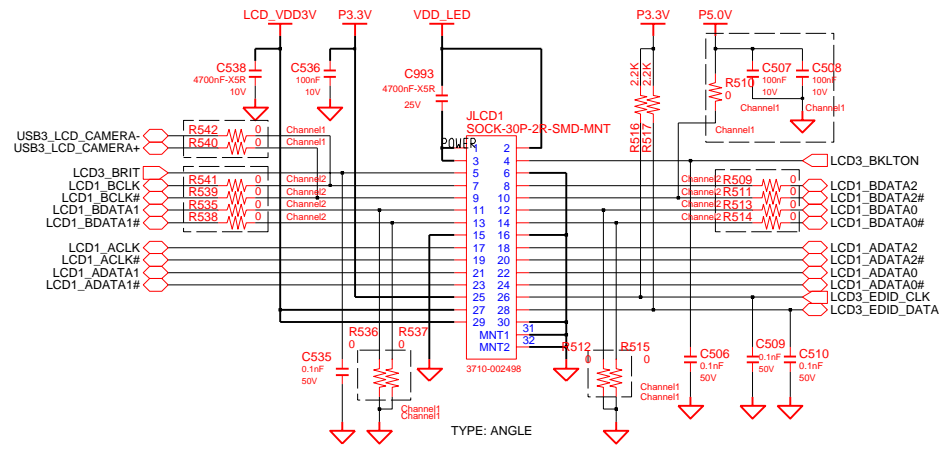 LCD_VDD3V P3.3V VDD_LED P3.3V P5.0V
C538
4700nF-X5R
10V
C536
100nF
10V
C993
4700nF-X5R
25V
2.2K 2.2K
R516
R517
R510
0
Channel1
C507
100nF
10V
Channel1
C508
100nF
10V
JLCD1
SOCK-30P-2R-SMD-MNT
POWER
USB3_LCD_CAMERA- R542 0 Channel1
USB3_LCD_CAMERA+ R540 0 Channel1
LCD3_BRIT
LCD1_BCLK R541 0 Channel2
LCD1_BCLK# R539 0 Channel2
LCD1_BDATA1 R535 0 Channel2
LCD1_BDATA1# R538 0 Channel2
LCD1_ACLK
LCD1_ACLK#
LCD1_ADATA1
LCD1_ADATA1#
1 2
3 4
5 6
7 8
9 10
11 12
13 14
15 16
17 18
19 20
21 22
23 24
25 26
27 28
29 30
MNT1 31
MNT2 32
3710-002498
LCD3_BKLTON
Channel2 R509 0 LCD1_BDATA2
Channel2 R511 0 LCD1_BDATA2#
Channel2 R513 0 LCD1_BDATA0
Channel2 R514 0 LCD1_BDATA0#
LCD1_ADATA2
LCD1_ADATA2#
LCD1_ADATA0
LCD1_ADATA0#
LCD3_EDID_CLK
LCD3_EDID_DATA
C535
0.1nF
50V
R536
0
R537
0
Channel1
Channel1
R512
0
R515
0
Channel1
Channel1
C506
0.1nF
50V
C509
0.1nF
50V
C510
0.1nF
50V
TYPE: ANGLE